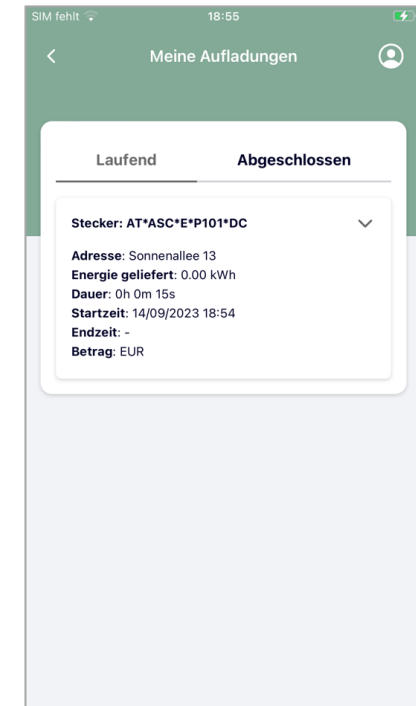 SIM fehlt 18:55
Meine Aufladungen
Laufend Abgeschlossen
Stecker: AT*ASC*E*P101*DC
Adresse: Sonnenallee 13
Energie geliefert: 0.00 kWh
Dauer: 0h 0m 15s
Startzeit: 14/09/2023 18:54
Endzeit: -
Betrag: EUR